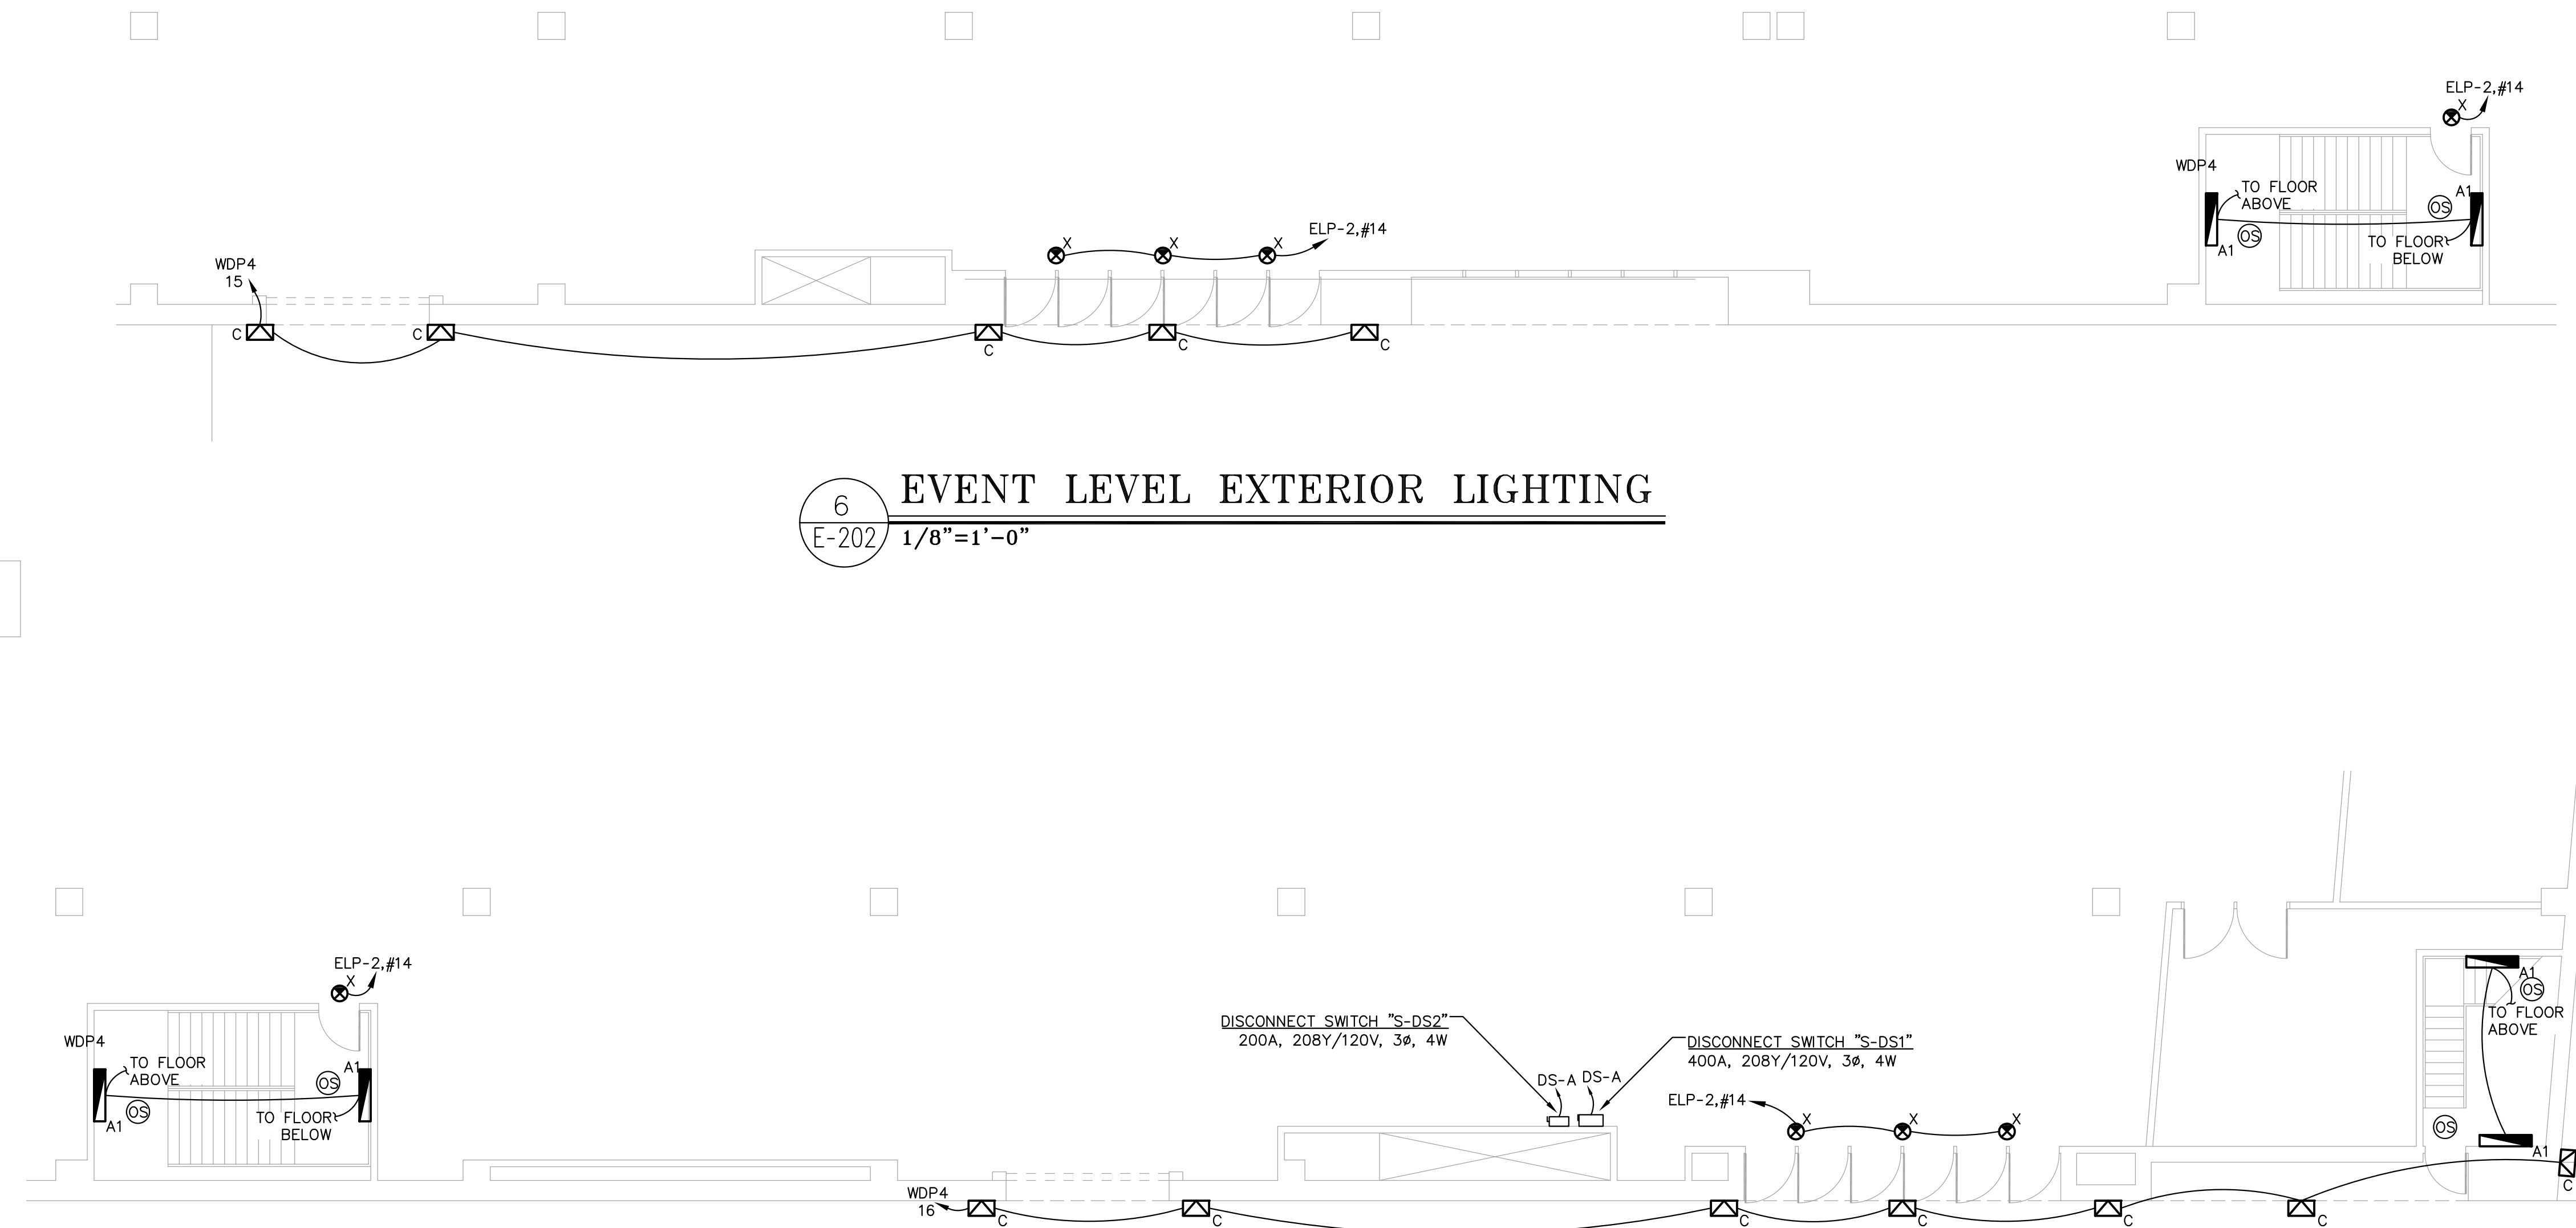 ELP-2,#14
X
WDP4
TO FLOOR
ABOVE
A1
OS
OS
TO FLOOR
BELOW
A1
X
X
X
ELP-2,#14
WDP4
15
C
C
C
C
C
6
E-202
EVENT LEVEL EXTERIOR LIGHTING
1/8"=1'-0"
ELP-2,#14
X
WDP4
TO FLOOR
ABOVE
A1
OS
OS
TO FLOOR
BELOW
A1
DISCONNECT SWITCH "S-DS2"
200A, 208Y/120V, 3ø, 4W
DISCONNECT SWITCH "S-DS1"
400A, 208Y/120V, 3ø, 4W
DS-A
DS-A
ELP-2,#14
X
X
X
A1
OS
TO FLOOR
ABOVE
OS
A1
WDP4
16
C
C
C
C
C
C
C